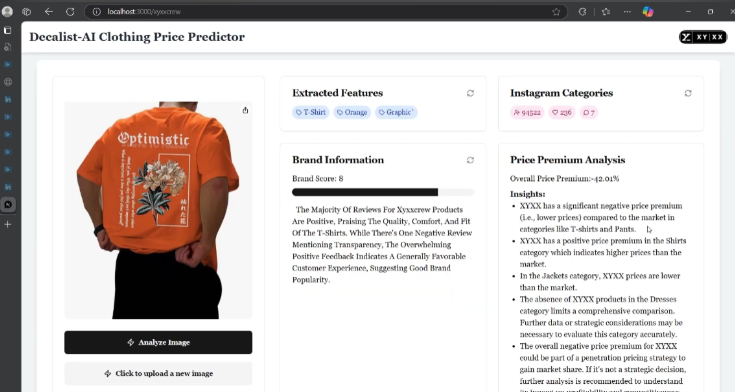 localhost:3000/xyxxcrew
Decalist-AI Clothing Price Predictor
XY XX
Optimistic
Analyze Image
Click to upload a new image
Extracted Features
T-Shirt
Orange
Graphic
Brand Information
Brand Score: 8
The Majority Of Reviews For Xyxxcrew Products
Are Positive, Praising The Quality, Comfort, And Fit
Of The T-Shirts. While There's One Negative Review
Mentioning Transparency, The Overwhelming
Positive Feedback Indicates A Generally Favorable
Customer Experience, Suggesting Good Brand
Popularity.
Instagram Categories
94522
236
7
Price Premium Analysis
Overall Price Premium:-42.01%
Insights:
• XYXX has a significant negative price premium
(i.e., lower prices) compared to the market in
categories like T-shirts and Pants.
• XYXX has a positive price premium in the Shirts
category which indicates higher prices than the
market.
• In the Jackets category, XYXX prices are lower
than the market.
• The absence of XYXX products in the Dresses
category limits a comprehensive comparison.
Further data or strategic considerations may be
necessary to evaluate this category accurately.
• The overall negative price premium for XYXX
could be part of a penetration pricing strategy to
gain market share. If it's not a strategic decision,
further analysis is recommended to understand